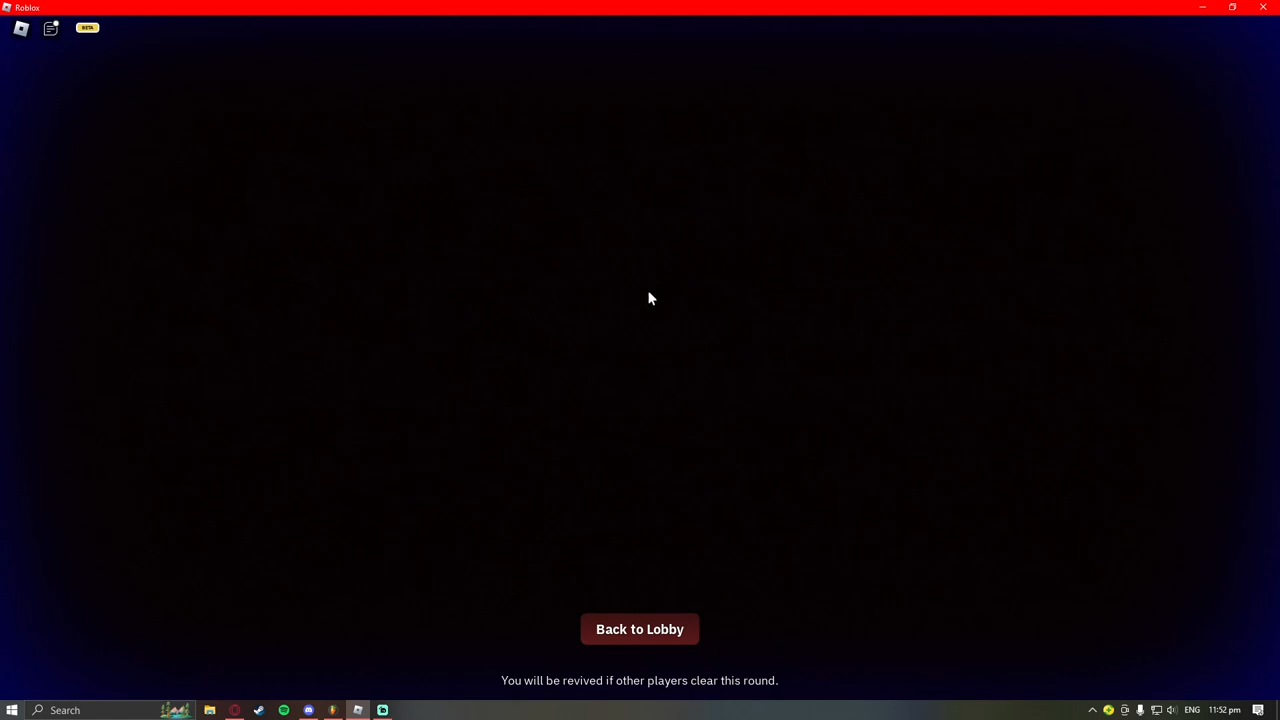 Roblox
BETA
Back to Lobby
You will be revived if other players clear this round.
Search
ENG
11:52 pm